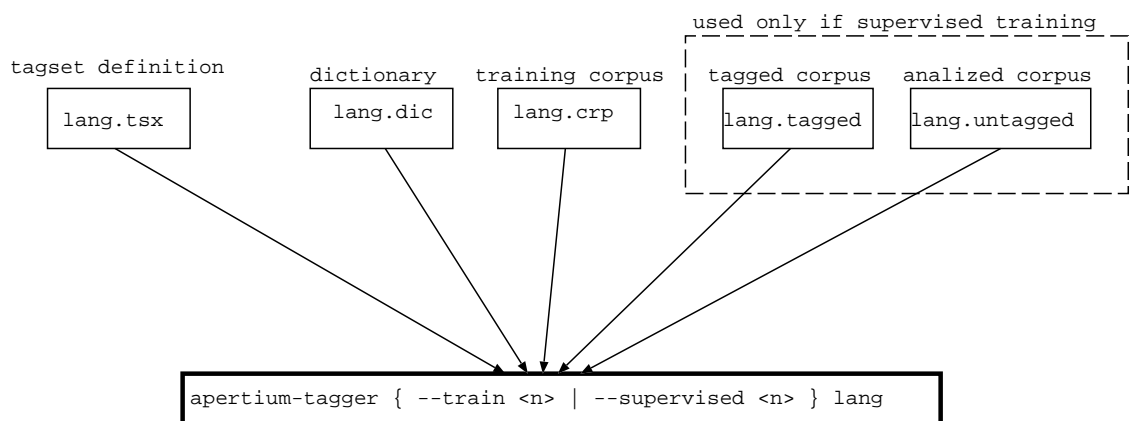 used only if supervised training
tagset definition
dictionary
training corpus
tagged corpus
analized corpus
lang.tsx
lang.dic
lang.crp
lang.tagged
lang.untagged
apertium-tagger { --train <n> | --supervised <n> } lang